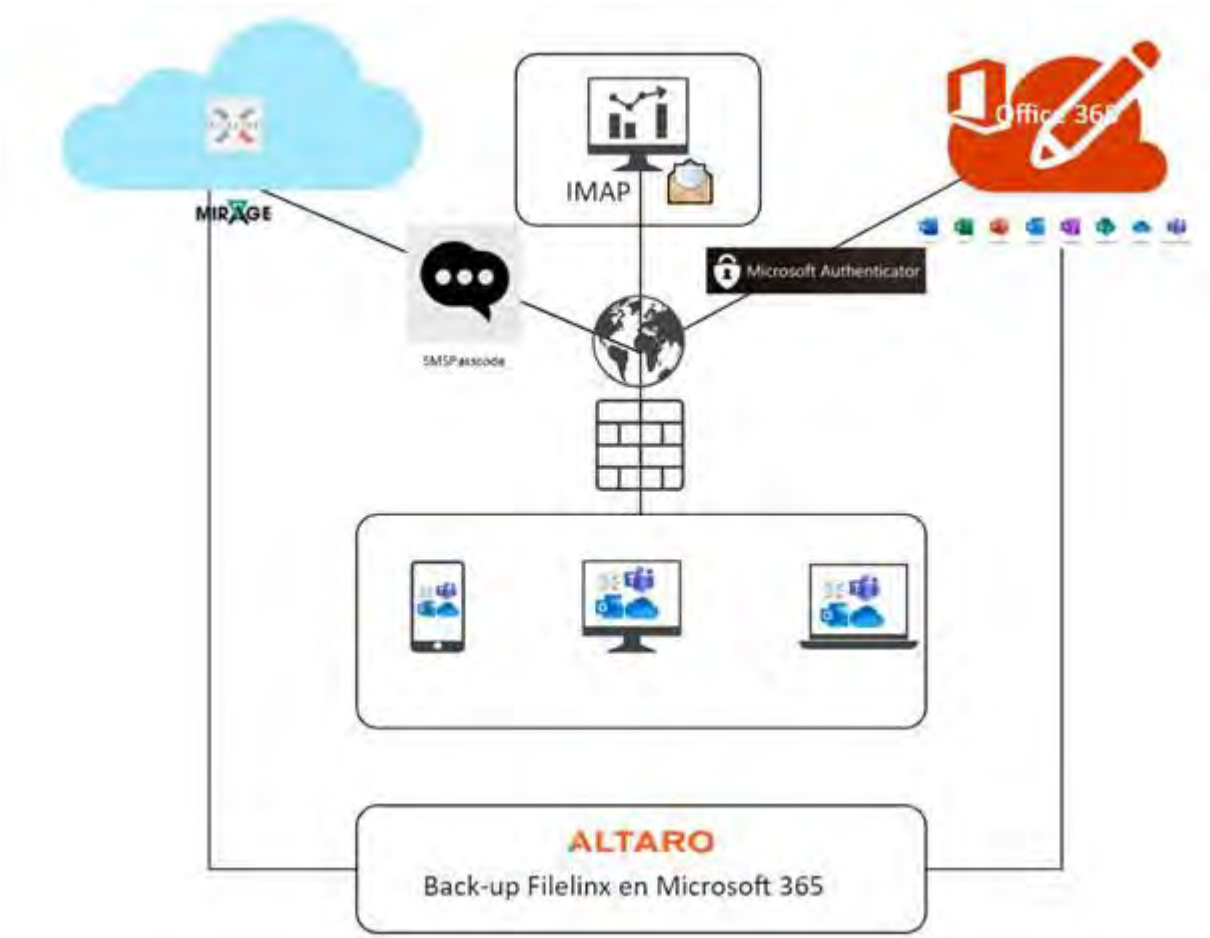 Office 365
IMAP
MIRAGE
Microsoft Authenticator
SMSPasscode
ALTARO
Back-up Filelinx en Microsoft 365